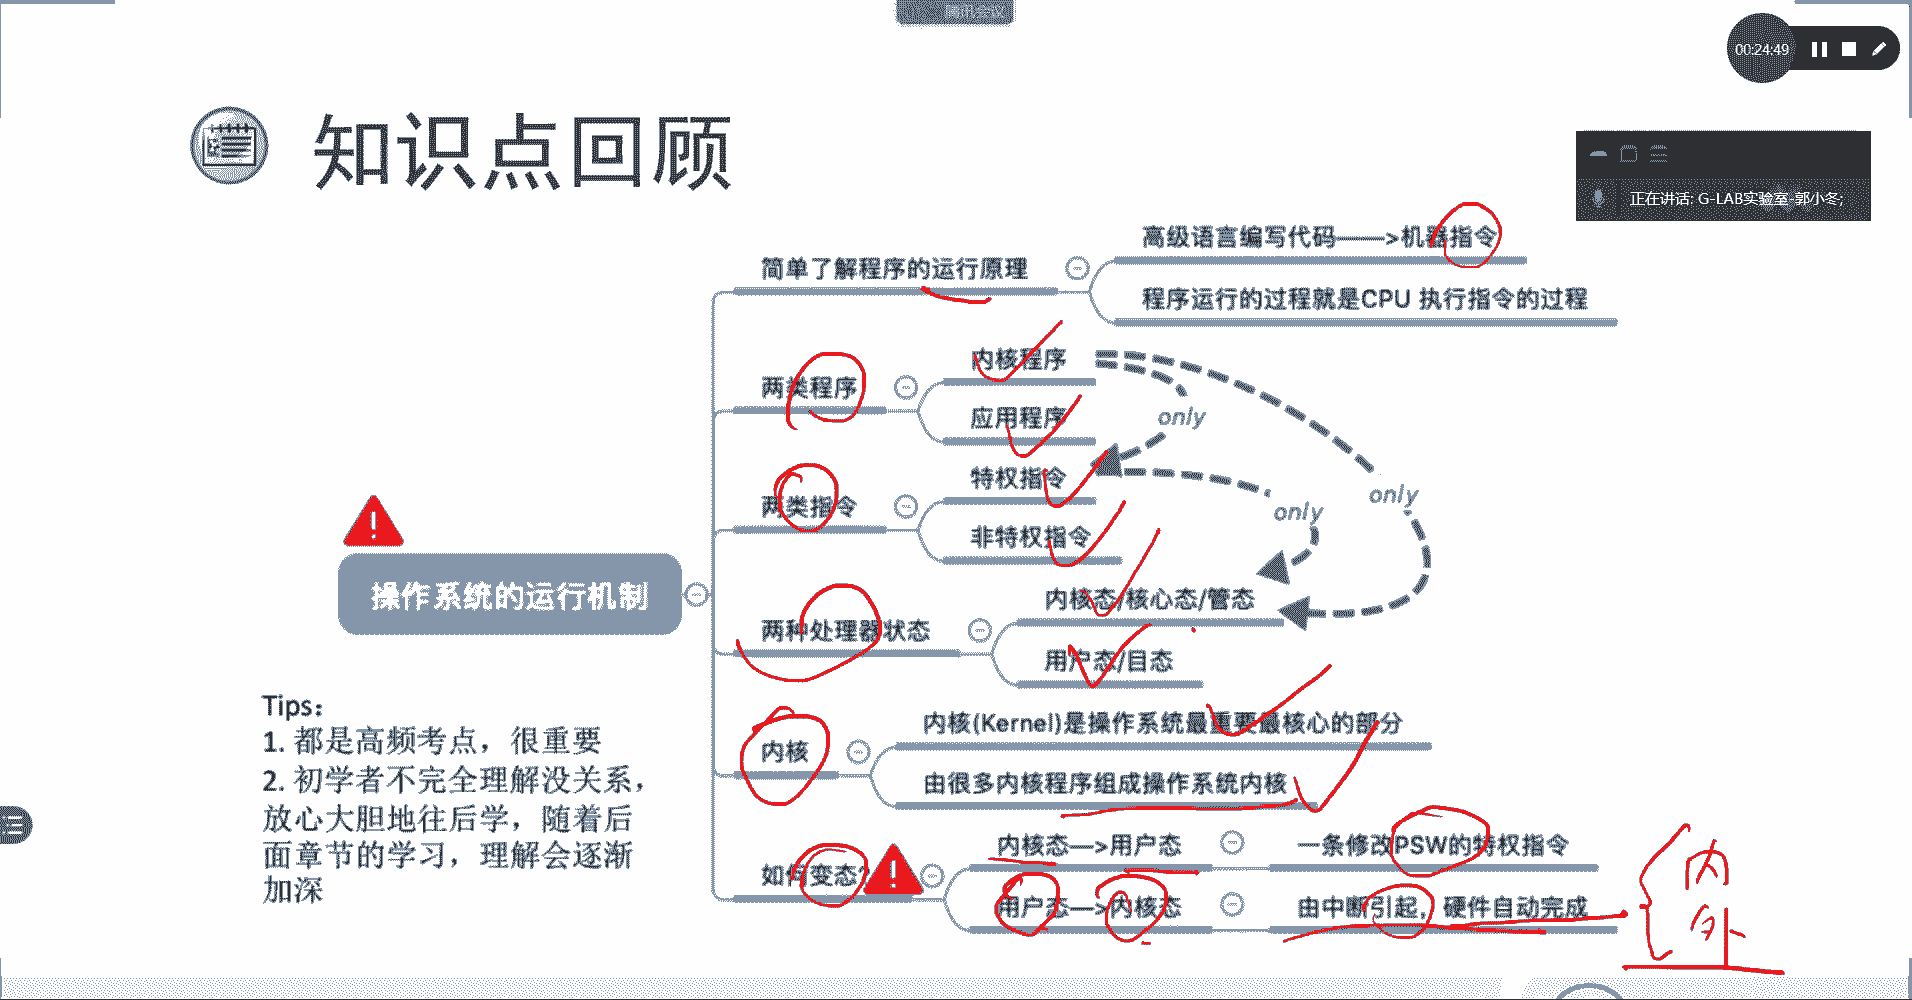 腾讯会议
00:24:49
知识点回顾
正在讲话: G-LAB实验室-郭小冬;
高级语言编写代码——>机器指令
简单了解程序的运行原理
程序运行的过程就是CPU 执行指令的过程
内核程序
两类程序
应用程序
only
特权指令
only
两类指令
only
非特权指令
操作系统的运行机制
内核态/核心态/管态
两种处理器状态
用户态/目态
Tips：
1. 都是高频考点，很重要
2. 初学者不完全理解没关系，
放心大胆地往后学，随着后
面章节的学习，理解会逐渐
加深
内核(Kernel)是操作系统最重要最核心的部分
内核
由很多内核程序组成操作系统内核
内核态—>用户态
一条修改PSW的特权指令
如何变态?
用户态—>内核态
由中断引起，硬件自动完成
内
外